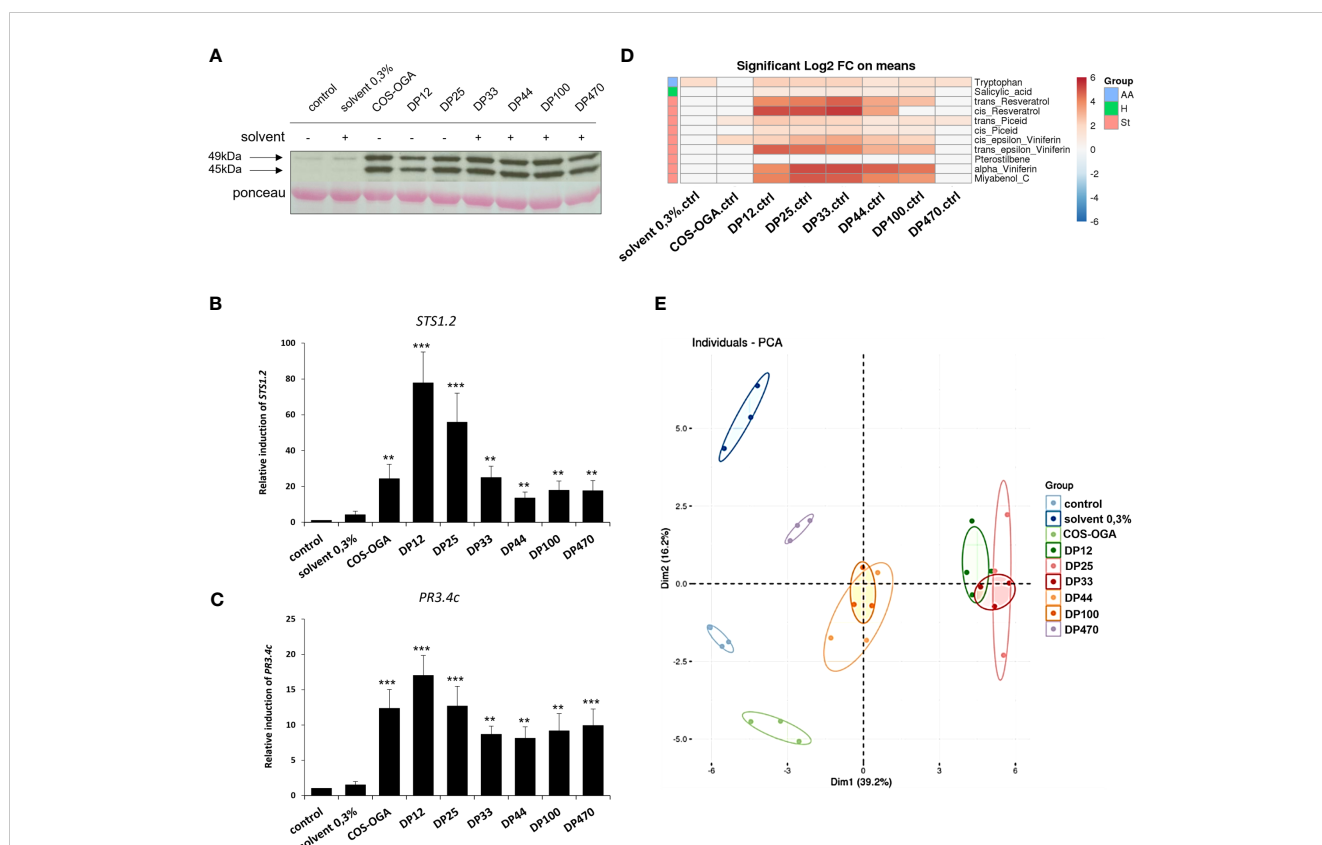 A
control
solvent 0,3%
COS-OGA
DP12
DP25
DP33
DP44
DP100
DP470
solvent - + - - - + + + +
49kDa
45kDa
ponceau
B
STS1.2
Relative induction of STS1.2
100
80
60
40
20
0
** *** *** ** ** ** **
control
solvent 0,3%
COS-OGA
DP12
DP25
DP33
DP44
DP100
DP470
C
PR3.4c
Relative induction of PR3.4c
25
20
15
10
5
0
*** *** *** ** ** ** ***
control
solvent 0,3%
COS-OGA
DP12
DP25
DP33
DP44
DP100
DP470
D
Significant Log2 FC on means
Tryptophan
Salicylic_acid
trans_Resveratrol
cis_Resveratrol
trans_Piceid
cis_Piceid
cis_epsilon_Viniferin
trans_epsilon_Viniferin
Pterostilbene
alpha_Viniferin
Miyabenol_C
solvent 0,3%.ctrl
COS-OGA.ctrl
DP12.ctrl
DP25.ctrl
DP33.ctrl
DP44.ctrl
DP100.ctrl
DP470.ctrl
6
4
2
0
-2
-4
-6
Group
AA
H
St
E
Individuals - PCA
Dim2 (16.2%)
5.0
2.5
0.0
-2.5
-5.0
-6 -3 0 3 6
Dim1 (39.2%)
Group
control
solvent 0,3%
COS-OGA
DP12
DP25
DP33
DP44
DP100
DP470